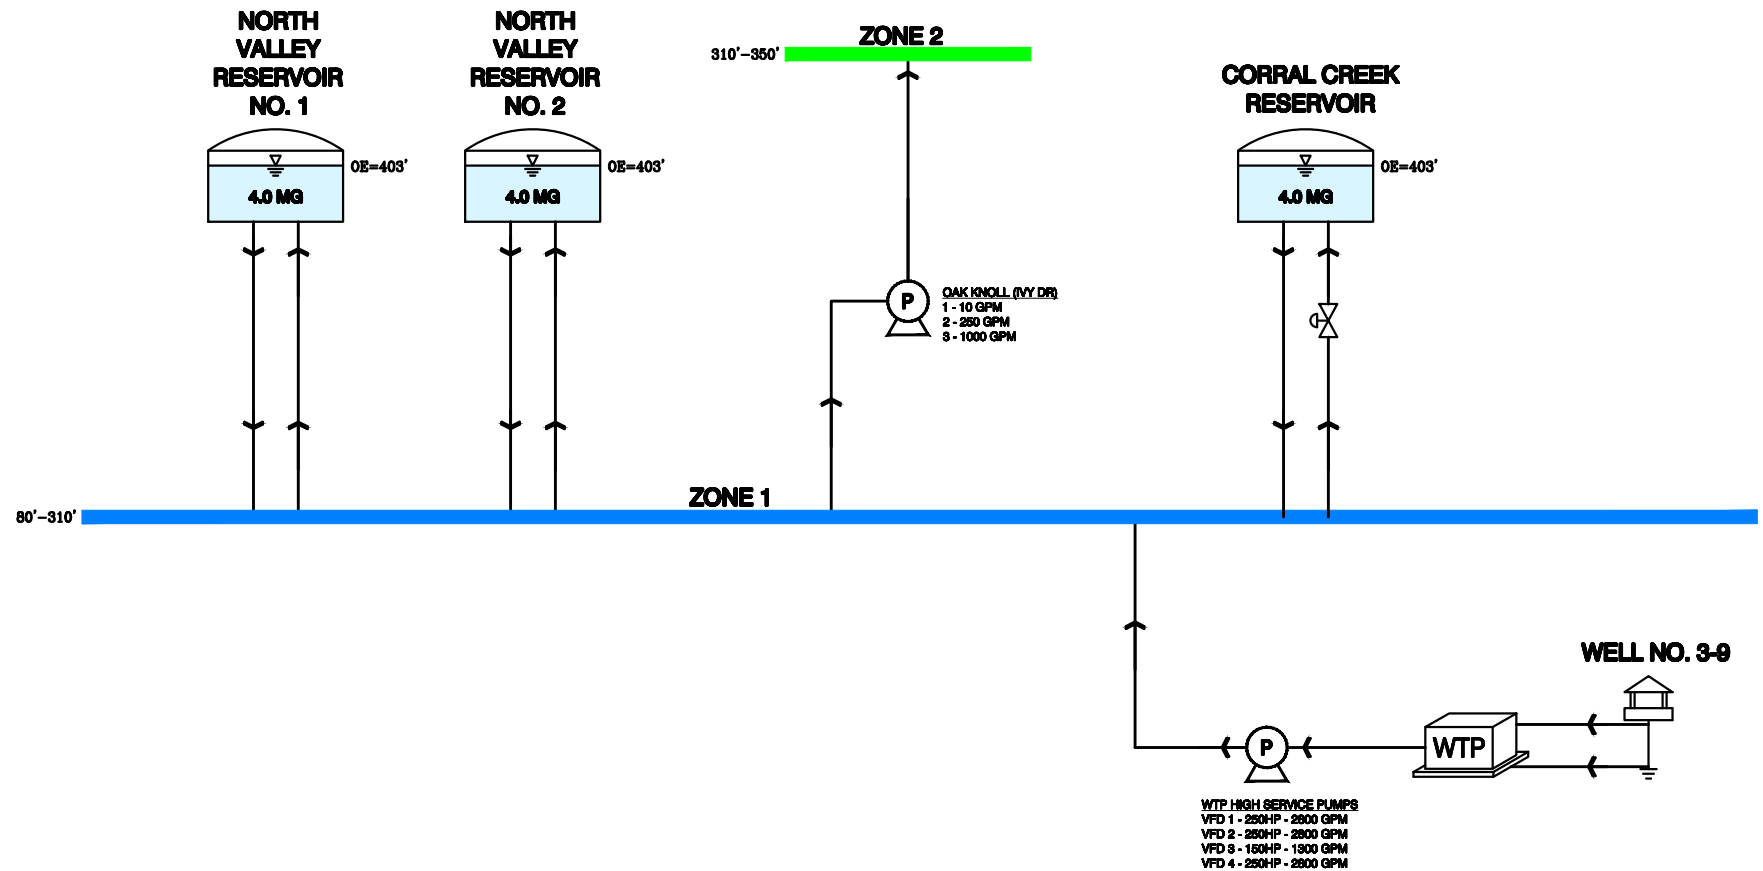 NORTH
VALLEY
RESERVOIR
NO. 1
NORTH
VALLEY
RESERVOIR
NO. 2
ZONE 2
310'-350'
CORRAL CREEK
RESERVOIR
OE=403'
4.0 MG
OE=403'
4.0 MG
OE=403'
4.0 MG
P
OAK KNOLL (IVY DR)
1 - 10 GPM
2 - 250 GPM
3 - 1000 GPM
ZONE 1
80'-310'
WELL NO. 3-9
P
WTP
WTP HIGH SERVICE PUMPS
VFD 1 - 250HP - 2800 GPM
VFD 2 - 250HP - 2800 GPM
VFD 3 - 150HP - 1300 GPM
VFD 4 - 250HP - 2800 GPM